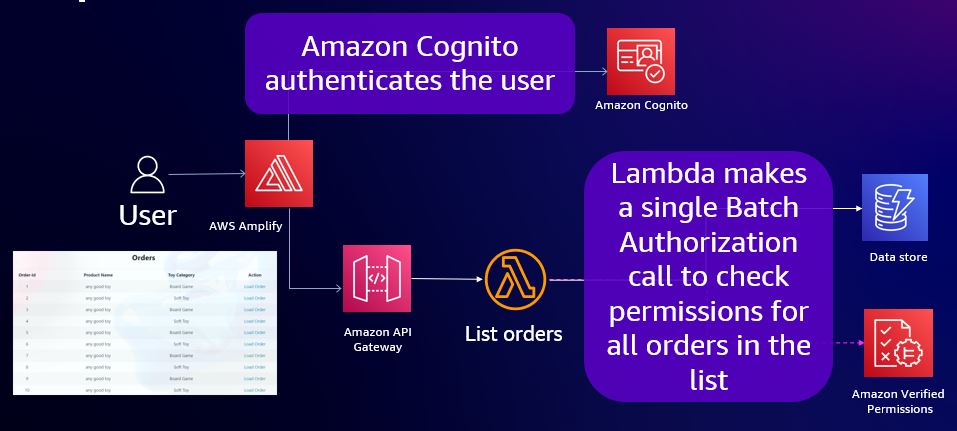 Amazon Cognito
authenticates the user
Amazon Cognito
User
AWS Amplify
Lambda makes
a single Batch
Authorization
call to check
permissions for
all orders in the
list
Data store
Amazon API
Gateway
List orders
Amazon Verified
Permissions
Orders
Order-Id Product Name Toy Category Action
1 any good toy Board Game Load Order
2 any good toy Soft Toy Load Order
3 any good toy Board Game Load Order
4 any good toy Soft Toy Load Order
5 any good toy Board Game Load Order
6 any good toy Soft Toy Load Order
7 any good toy Board Game Load Order
8 any good toy Soft Toy Load Order
9 any good toy Board Game Load Order
10 any good toy Soft Toy Load Order